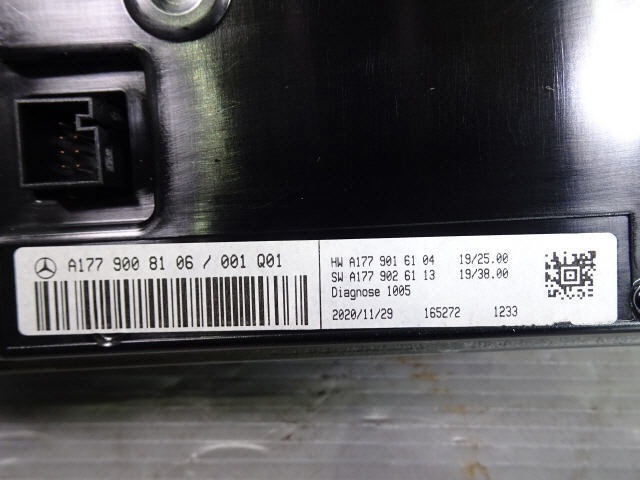 A177 900 81 06 / 001 Q01
HW A177 901 61 04 19/25.00
SW A177 902 61 13 19/38.00
Diagnose 1005
2020/11/29 165272 1233